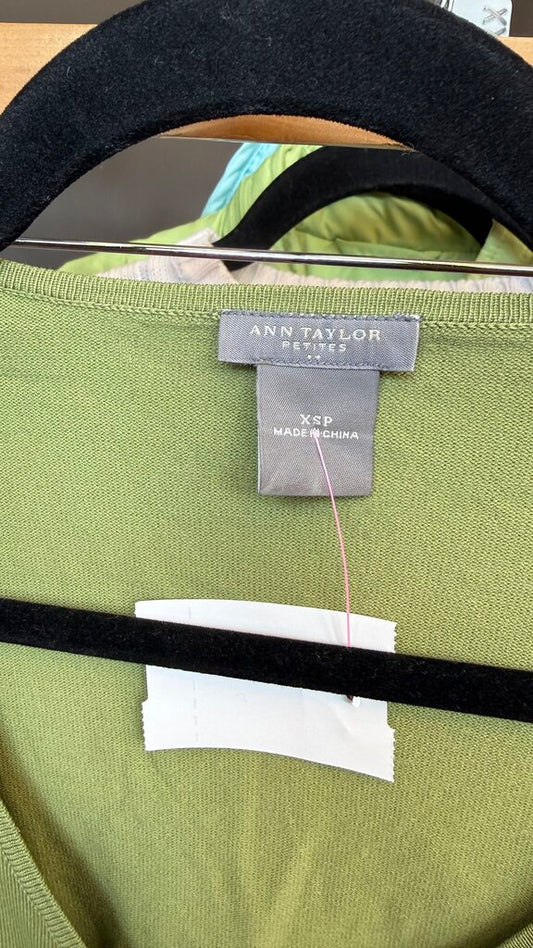 ANN TAYLOR
PETITES
XSP
MADE IN CHINA